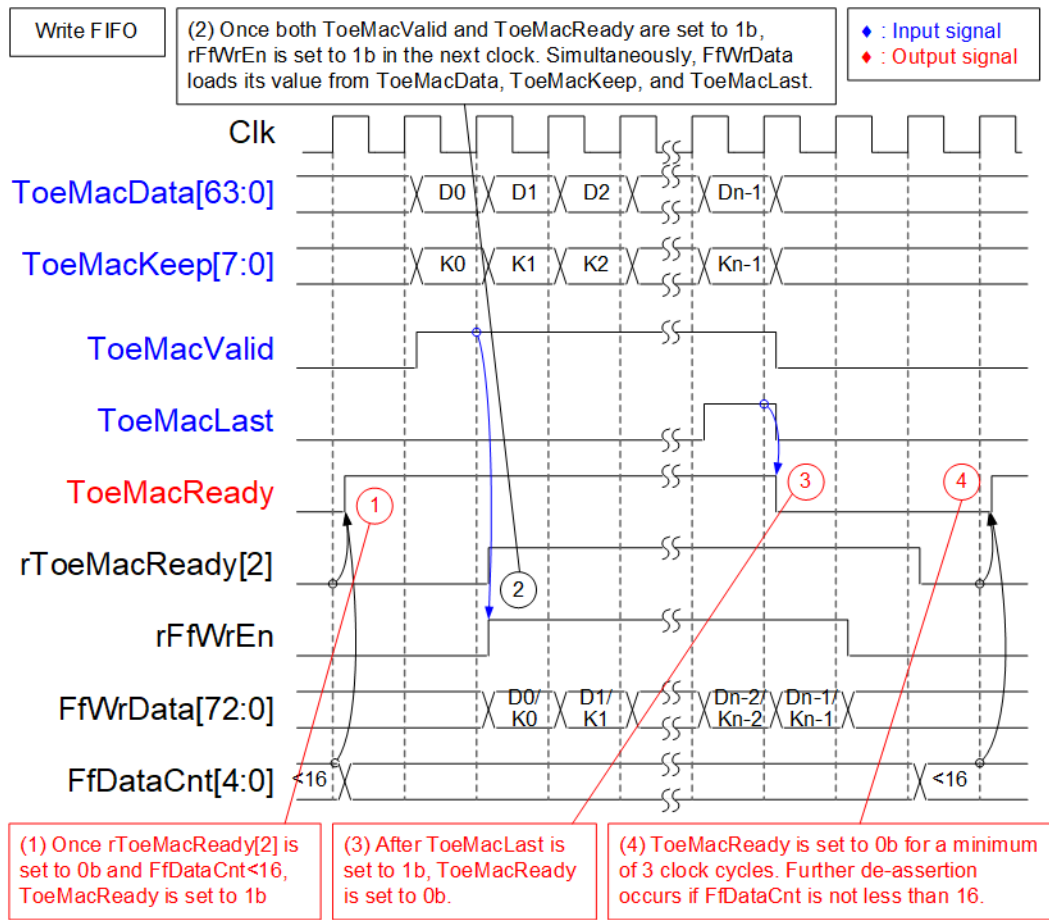 Write FIFO
(2) Once both ToeMacValid and ToeMacReady are set to 1b,
rFfWrEn is set to 1b in the next clock. Simultaneously, FfWrData
loads its value from ToeMacData, ToeMacKeep, and ToeMacLast.
♦ : Input signal
♦ : Output signal
Clk
ToeMacData[63:0]
D0
D1
D2
Dn-1
ToeMacKeep[7:0]
K0
K1
K2
Kn-1
ToeMacValid
ToeMacLast
ToeMacReady
1
3
4
rToeMacReady[2]
2
rFfWrEn
FfWrData[72:0]
D0/
K0
D1/
K1
Dn-2/
Kn-2
Dn-1/
Kn-1
FfDataCnt[4:0]
<16
<16
(1) Once rToeMacReady[2] is
set to 0b and FfDataCnt<16,
ToeMacReady is set to 1b
(3) After ToeMacLast is
set to 1b, ToeMacReady
is set to 0b.
(4) ToeMacReady is set to 0b for a minimum
of 3 clock cycles. Further de-assertion
occurs if FfDataCnt is not less than 16.